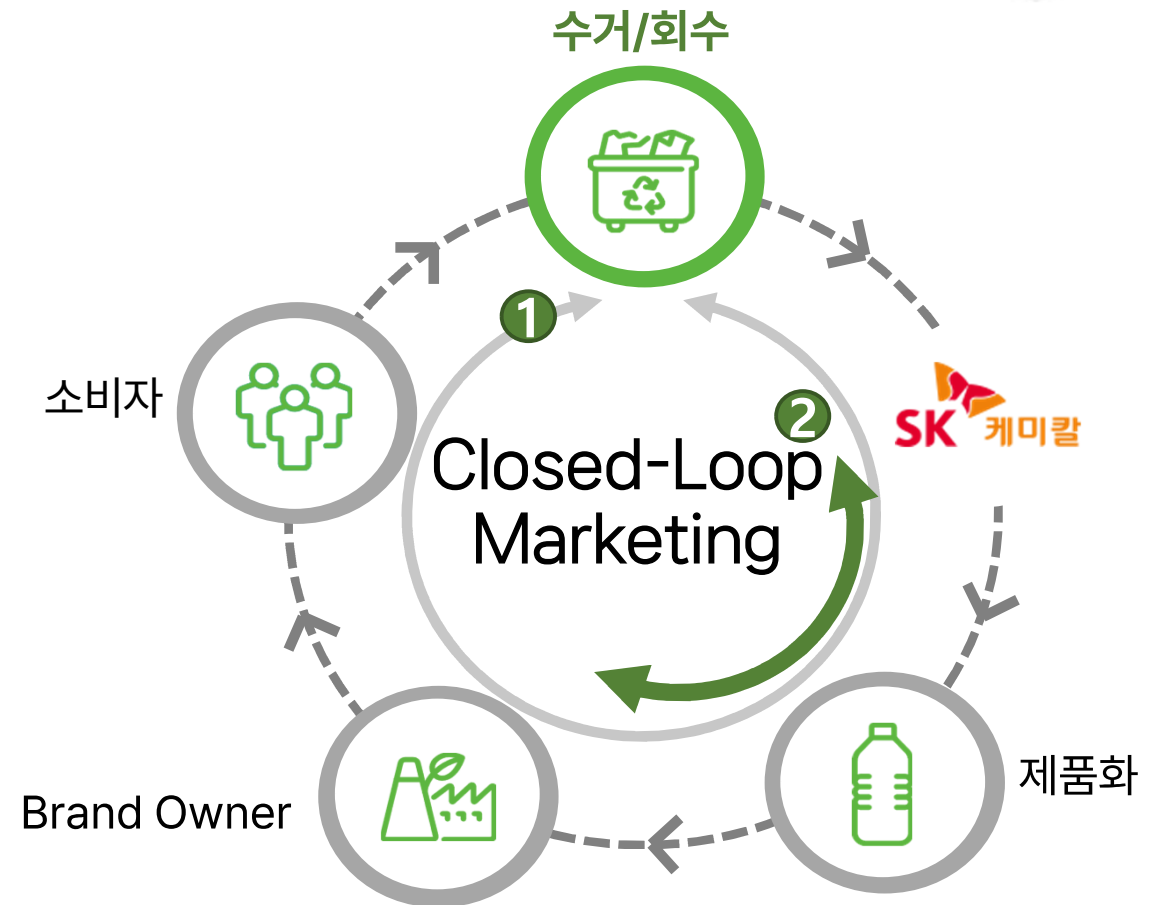 수거/회수
1
소비자
2
SK 케미칼
Closed-Loop
Marketing
제품화
Brand Owner